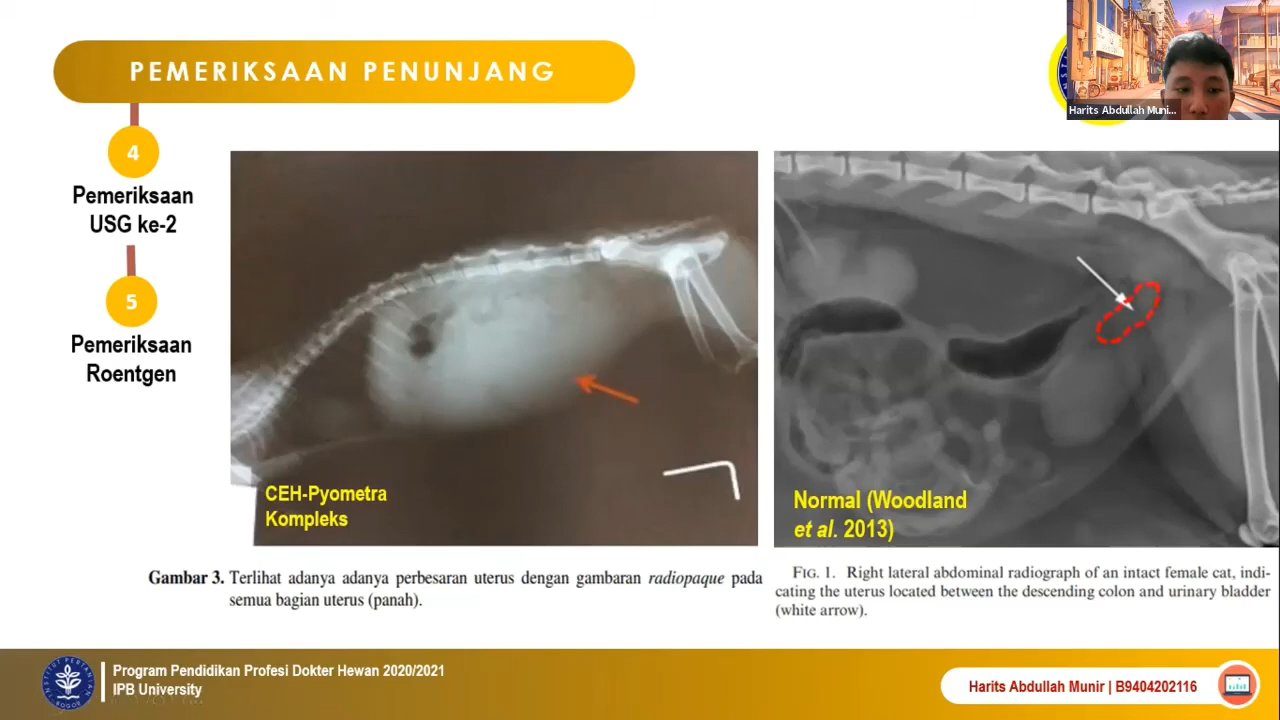 PEMERIKSAAN PENUNJANG
Harits Abdullah Muni...
4
Pemeriksaan
USG ke-2
5
Pemeriksaan
Roentgen
CEH-Pyometra
Kompleks
Normal (Woodland
et al. 2013)
Gambar 3. Terlihat adanya adanya perbesaran uterus dengan gambaran radiopaque pada
semua bagian uterus (panah).
FIG. 1. Right lateral abdominal radiograph of an intact female cat, indi-
cating the uterus located between the descending colon and urinary bladder
(white arrow).
Program Pendidikan Profesi Dokter Hewan 2020/2021
IPB University
Harits Abdullah Munir | B9404202116